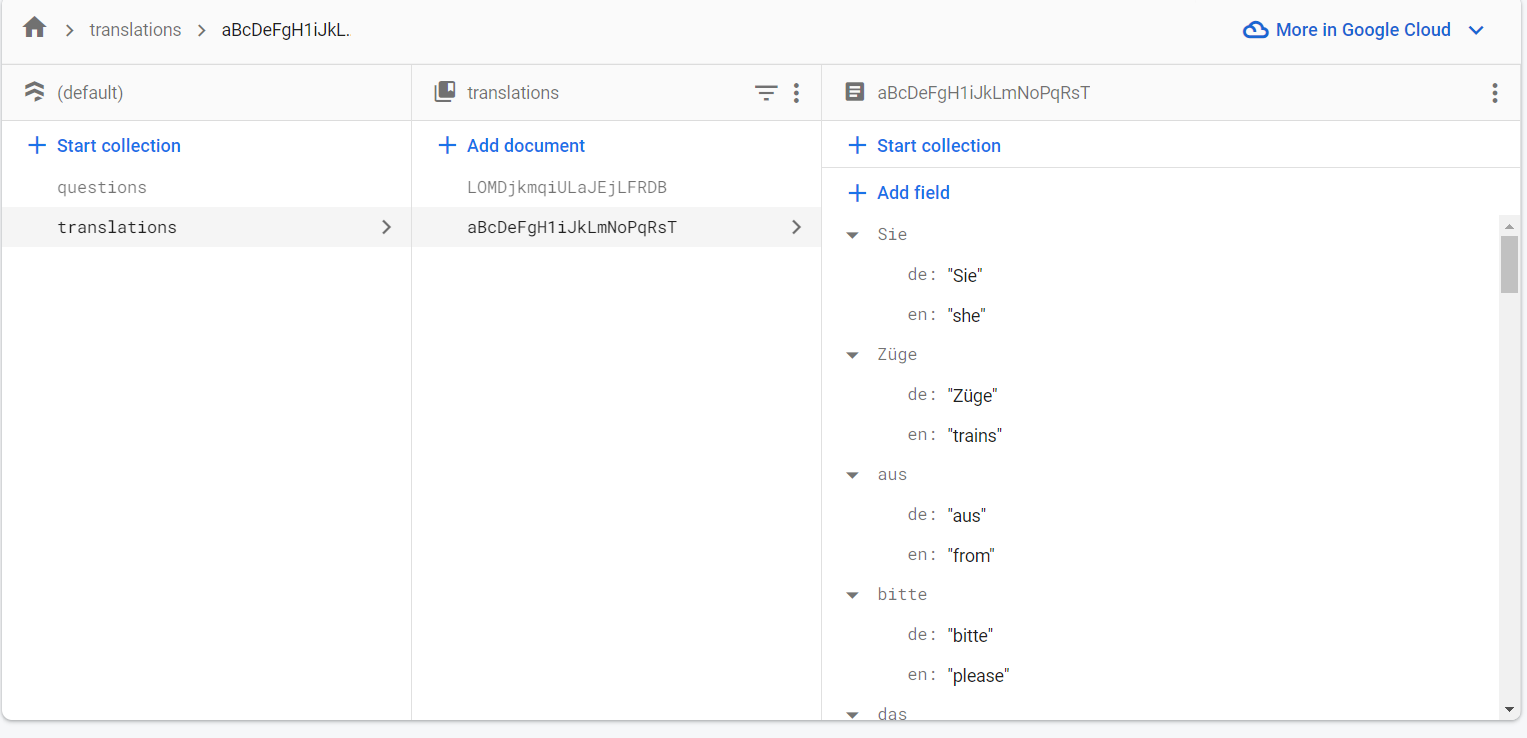 translations
aBcDeFgH1iJkL.
More in Google Cloud
(default)
translations
aBcDeFgH1iJkLmNoPqRsT
Start collection
Add document
Start collection
questions
translations
LOMDjkmqiULaJEjLFRDB
aBcDeFgH1iJkLmNoPqRsT
Add field
Sie
de: "Sie"
en: "she"
Züge
de: "Züge"
en: "trains"
aus
de: "aus"
en: "from"
bitte
de: "bitte"
en: "please"
das